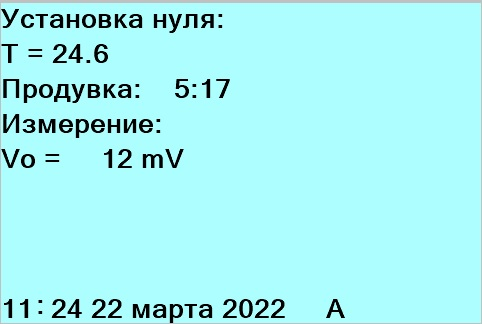 Установка нуля:
Т = 24.6
Продувка: 5:17
Измерение:
Vo = 12 mV
11:24 22 марта 2022 А